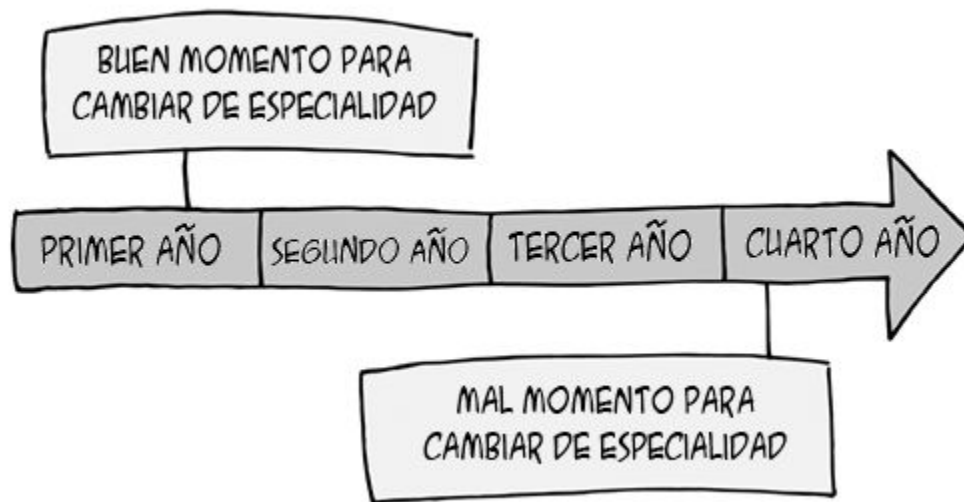 BUEN MOMENTO PARA
CAMBIAR DE ESPECIALIDAD
PRIMER AÑO
SEGUNDO AÑO
TERCER AÑO
CUARTO AÑO
MAL MOMENTO PARA
CAMBIAR DE ESPECIALIDAD